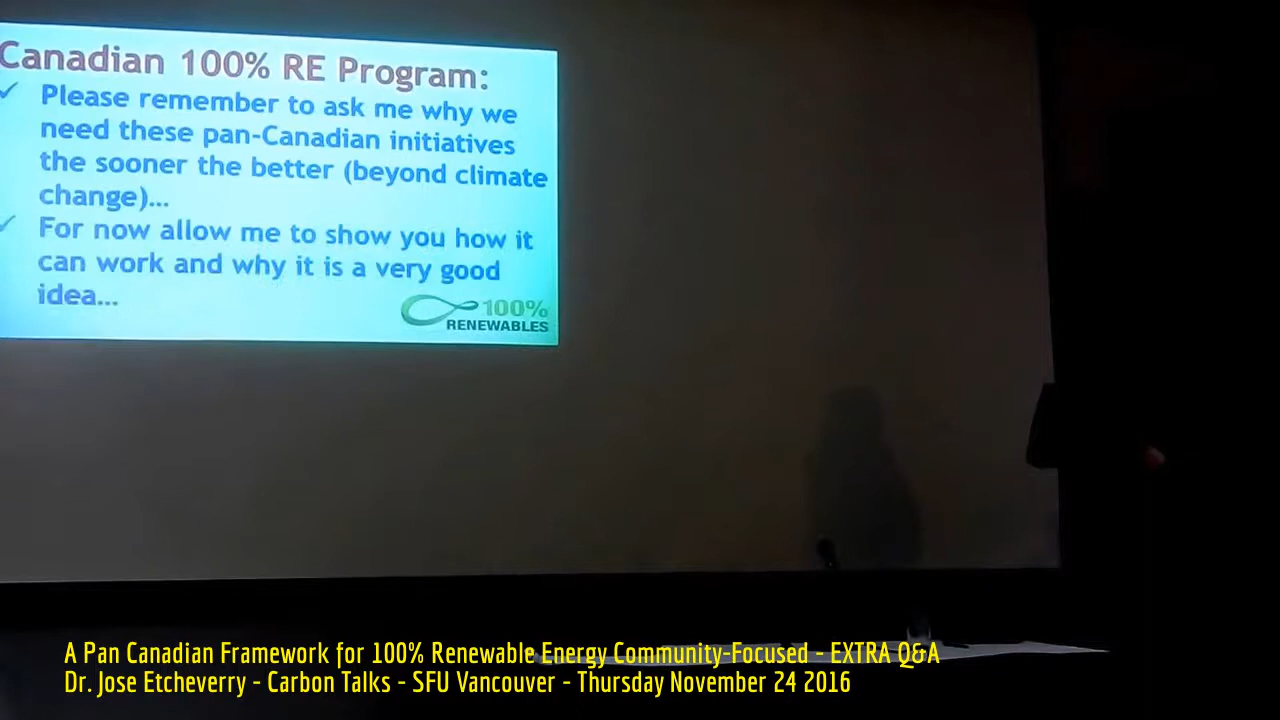 Canadian 100% RE Program:
✓ Please remember to ask me why we
need these pan-Canadian initiatives
the sooner the better (beyond climate
change)...
✓ For now allow me to show you how it
can work and why it is a very good
idea...
100%
RENEWABLES
A Pan Canadian Framework for 100% Renewable Energy Community-Focused - EXTRA Q&A
Dr. Jose Etcheverry - Carbon Talks - SFU Vancouver - Thursday November 24 2016